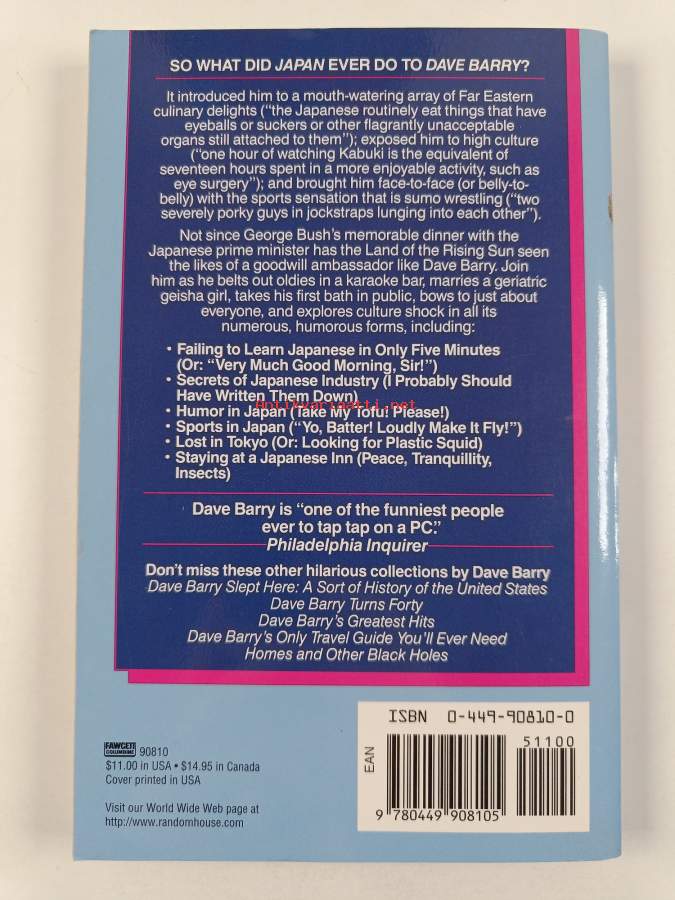 SO WHAT DID JAPAN EVER DO TO DAVE BARRY?
It introduced him to a mouth-watering array of Far Eastern
culinary delights (“the Japanese routinely eat things that have
eyeballs or suckers or other flagrantly unacceptable
organs still attached to them”); exposed him to high culture
(“one hour of watching Kabuki is the equivalent of
seventeen hours spent in a more enjoyable activity, such as
eye surgery”); and brought him face-to-face (or belly-to-
belly) with the sports sensation that is sumo wrestling (“two
severely porky guys in jockstraps lunging into each other”).
Not since George Bush’s memorable dinner with the
Japanese prime minister has the Land of the Rising Sun seen
the likes of a goodwill ambassador like Dave Barry. Join
him as he belts out oldies in a karaoke bar, marries a geriatric
geisha girl, takes his first bath in public, bows to just about
everyone, and explores culture shock in all its
numerous, humorous forms, including:
• Failing to Learn Japanese in Only Five Minutes
(Or: “Very Much Good Morning, Sir!”)
• Secrets of Japanese Industry (I Probably Should
Have Written Them Down)
Antikvariaatti.net
• Humor in Japan (Take My Tofu! Please!)
• Sports in Japan (“Yo, Batter! Loudly Make It Fly!”)
• Lost in Tokyo (Or: Looking for Plastic Squid)
• Staying at a Japanese Inn (Peace, Tranquillity,
Insects)
Dave Barry is “one of the funniest people
ever to tap tap on a PC.”
Philadelphia Inquirer
Don’t miss these other hilarious collections by Dave Barry
Dave Barry Slept Here: A Sort of History of the United States
Dave Barry Turns Forty
Dave Barry’s Greatest Hits
Dave Barry’s Only Travel Guide You’ll Ever Need
Homes and Other Black Holes
ISBN 0-449-90810-0
51100
EAN
9 780449 908105
FAWCETT
COLUMBINE
90810
$11.00 in USA • $14.95 in Canada
Cover printed in USA
Visit our World Wide Web page at
http://www.randomhouse.com